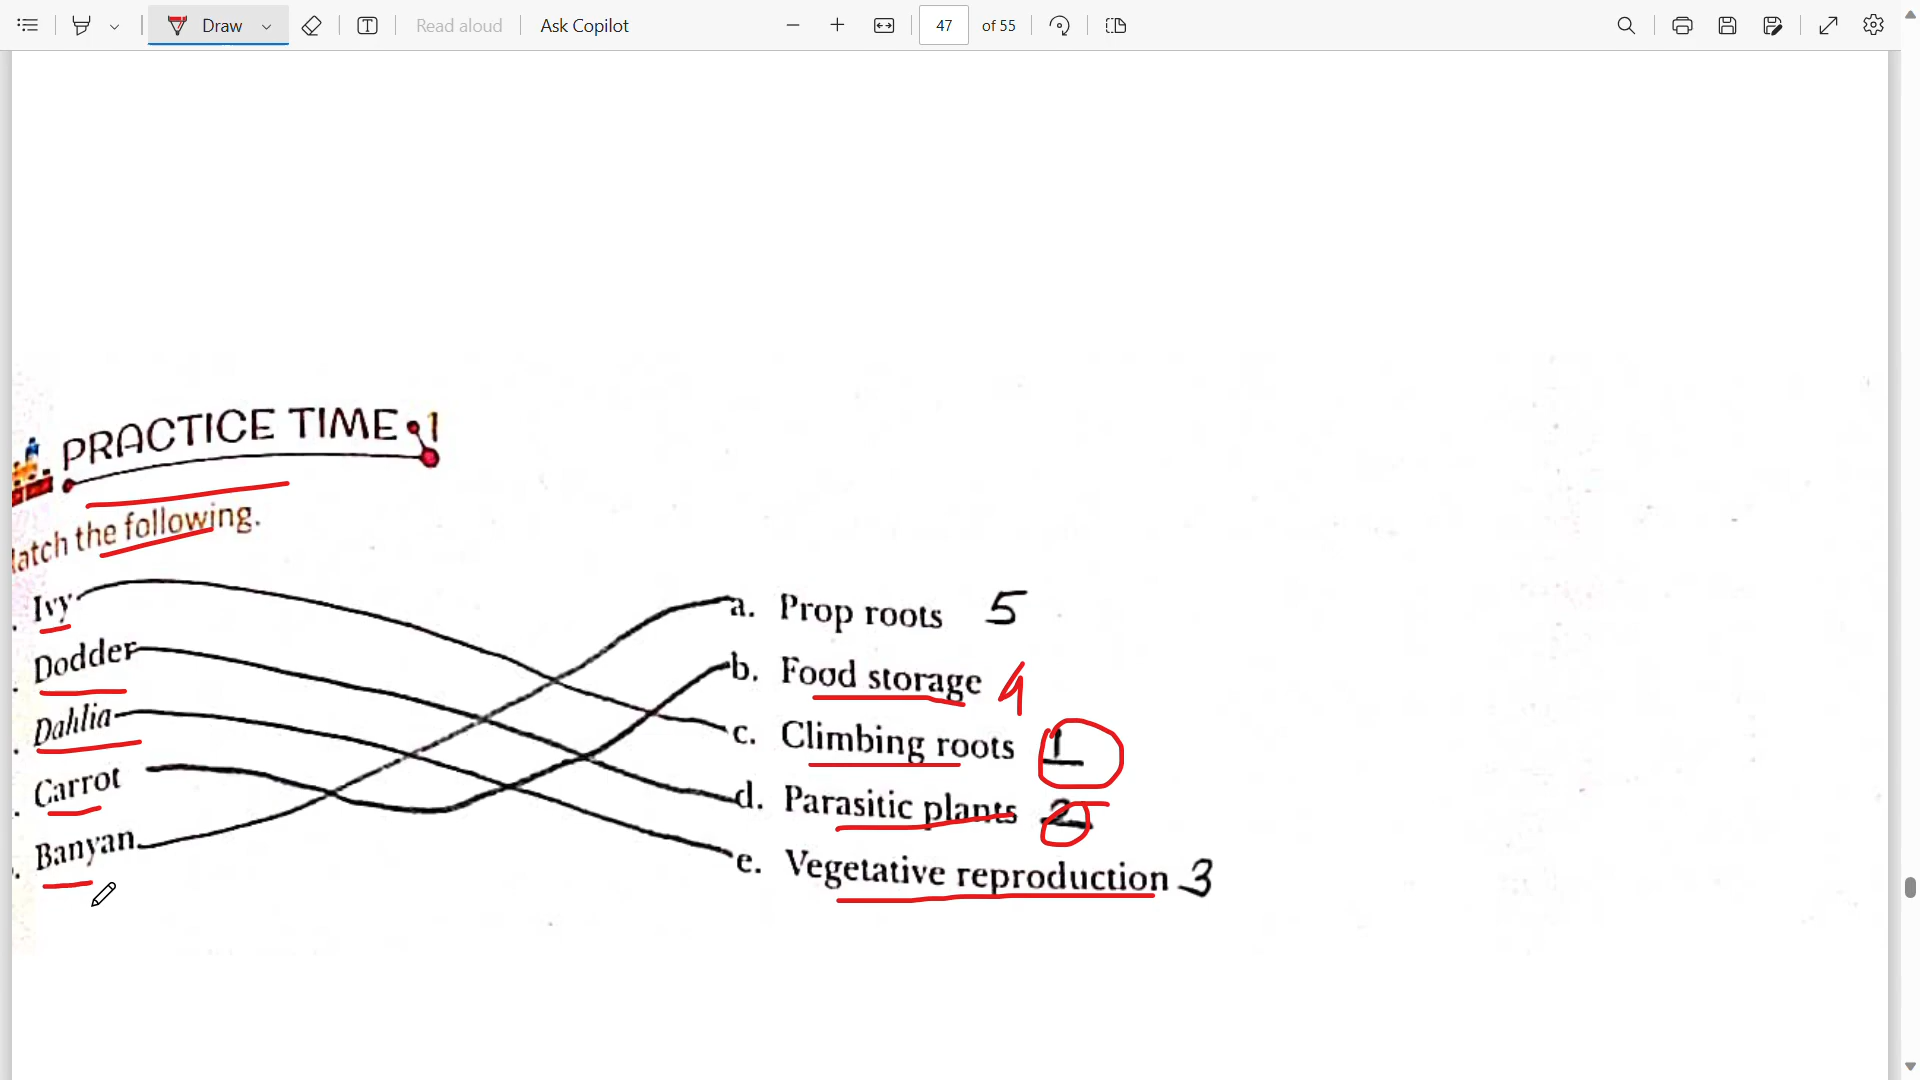 Draw
Read aloud
Ask Copilot
47
of 55
PRACTICE TIME 1
atch the following.
Ivy
Dodder
Dahlia
Carrot
Banyan
a. Prop roots 5
b. Food storage 4
c. Climbing roots 1
d. Parasitic plants 2
e. Vegetative reproduction 3